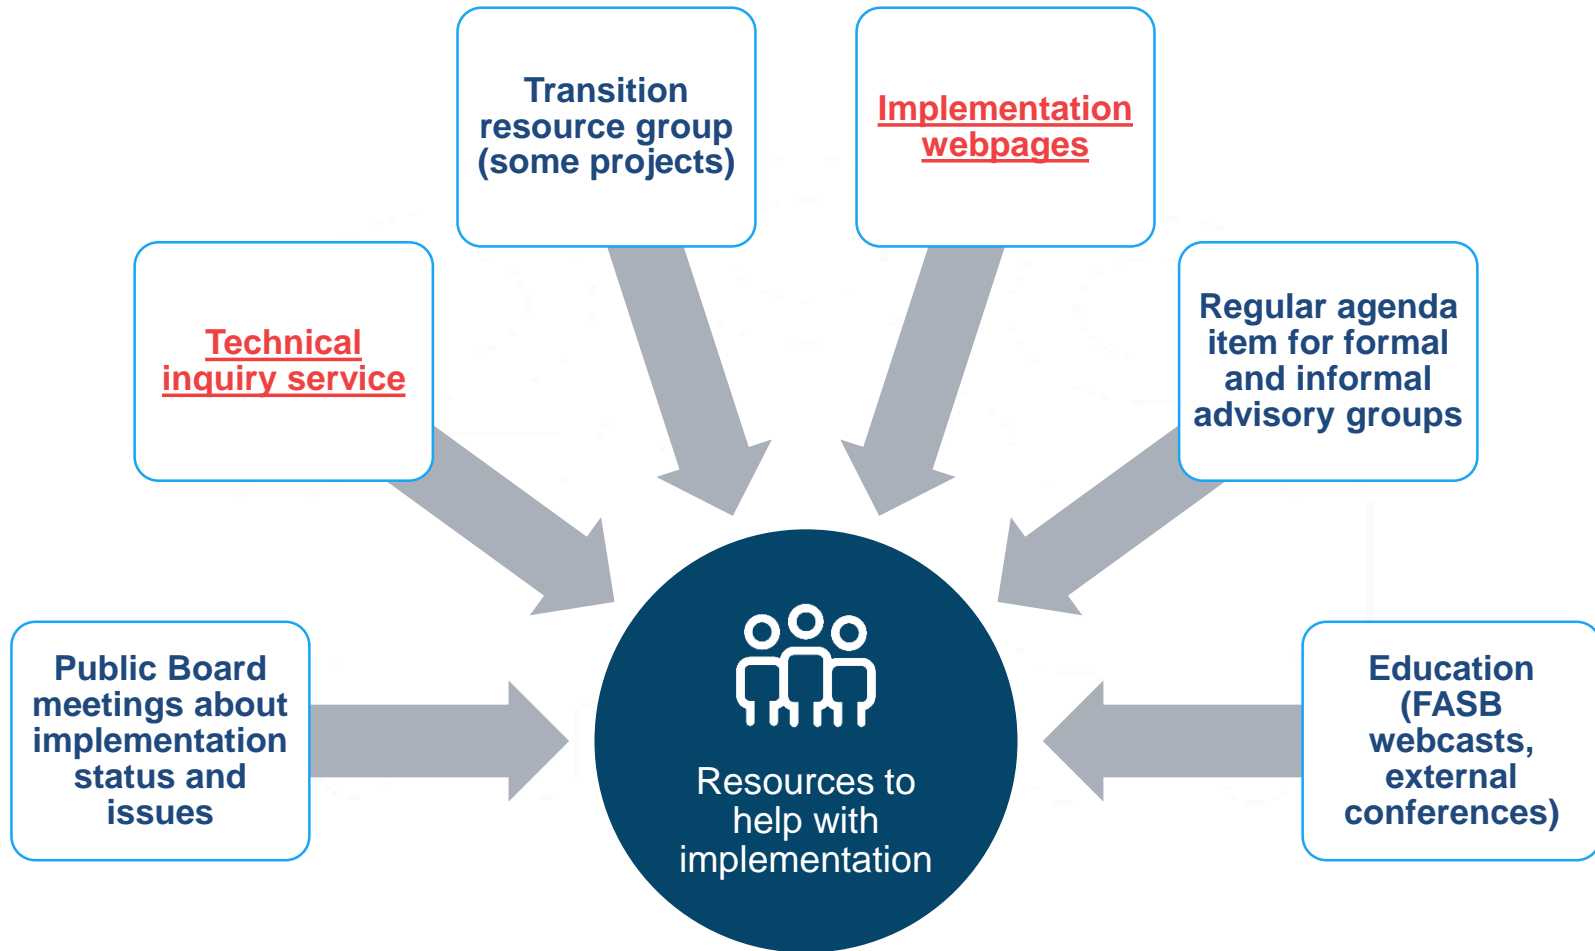 Transition
resource group
(some projects)
Implementation
webpages
Technical
inquiry service
Regular agenda
item for formal
and informal
advisory groups
Public Board
meetings about
implementation
status and
issues
Education
(FASB
webcasts,
external
conferences)
Resources to
help with
implementation